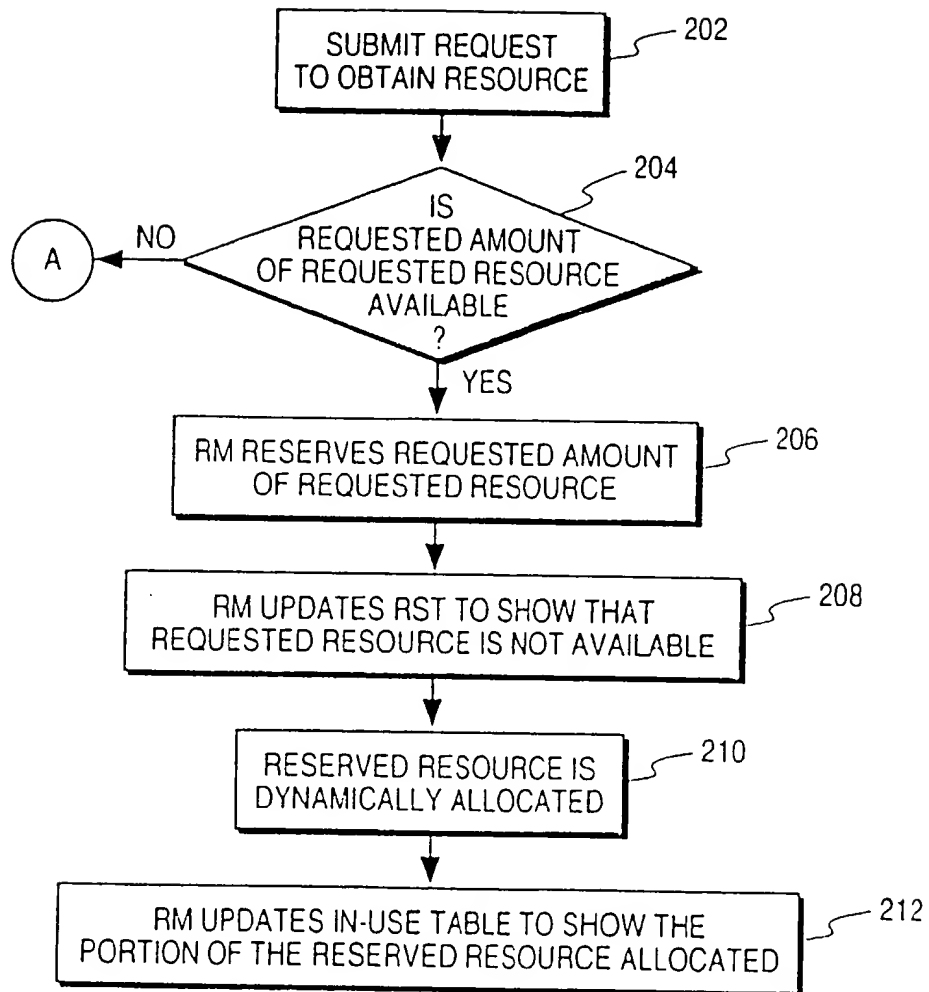 SUBMIT REQUEST
TO OBTAIN RESOURCE
202
204
IS
REQUESTED AMOUNT
OF REQUESTED RESOURCE
AVAILABLE
?
NO
A
YES
RM RESERVES REQUESTED AMOUNT
OF REQUESTED RESOURCE
206
RM UPDATES RST TO SHOW THAT
REQUESTED RESOURCE IS NOT AVAILABLE
208
RESERVED RESOURCE IS
DYNAMICALLY ALLOCATED
210
RM UPDATES IN-USE TABLE TO SHOW THE
PORTION OF THE RESERVED RESOURCE ALLOCATED
212